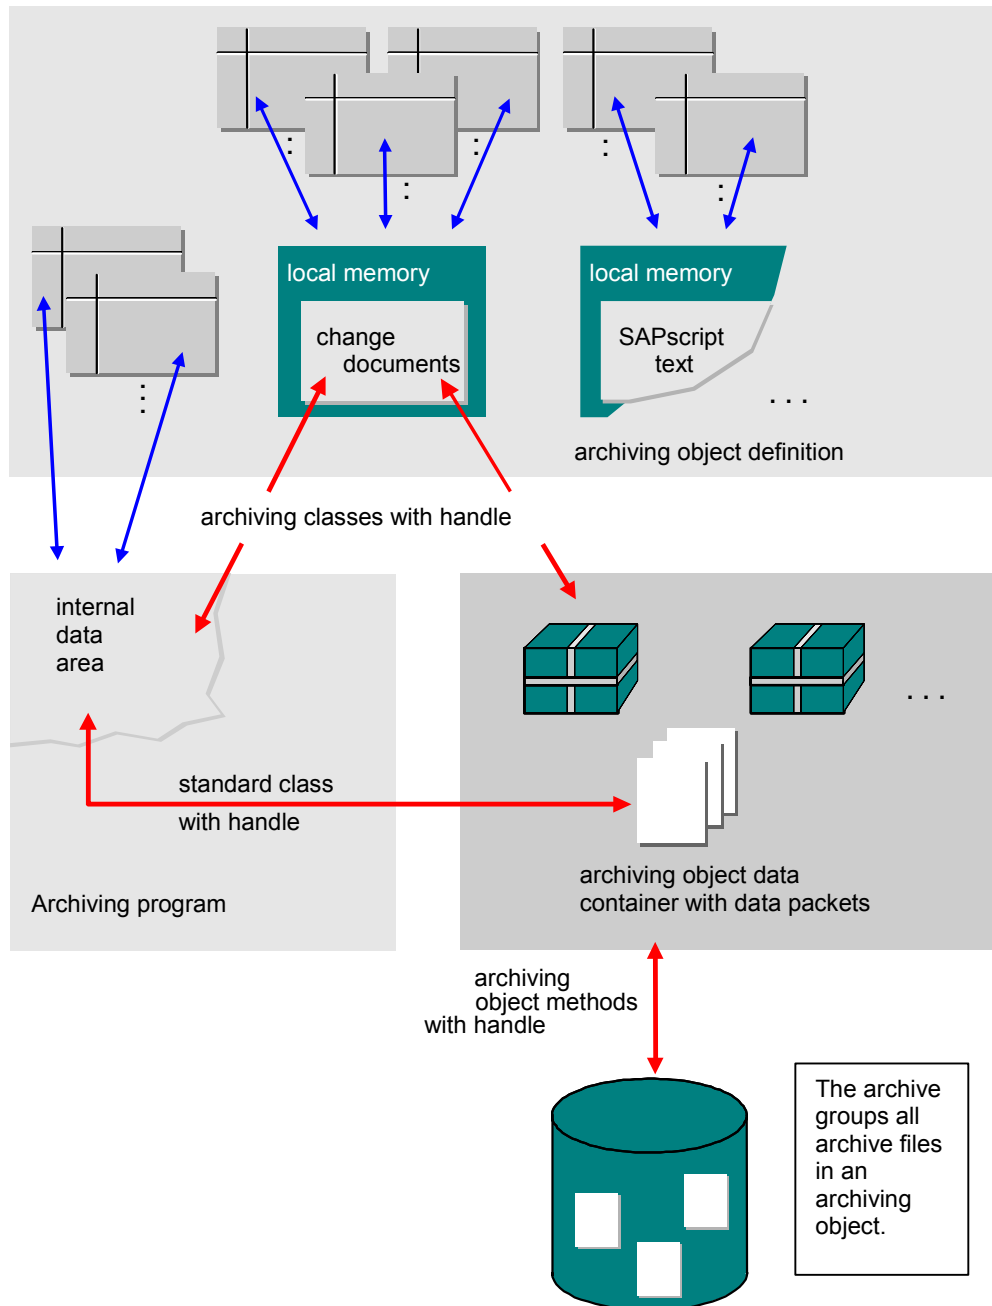 local memory
change
documents
local memory
SAPscript
text
. . .
archiving object definition
archiving classes with handle
internal
data
area
. . .
standard class
with handle
Archiving program
archiving object data
container with data packets
archiving
object methods
with handle
The archive
groups all
archive files
in an
archiving
object.